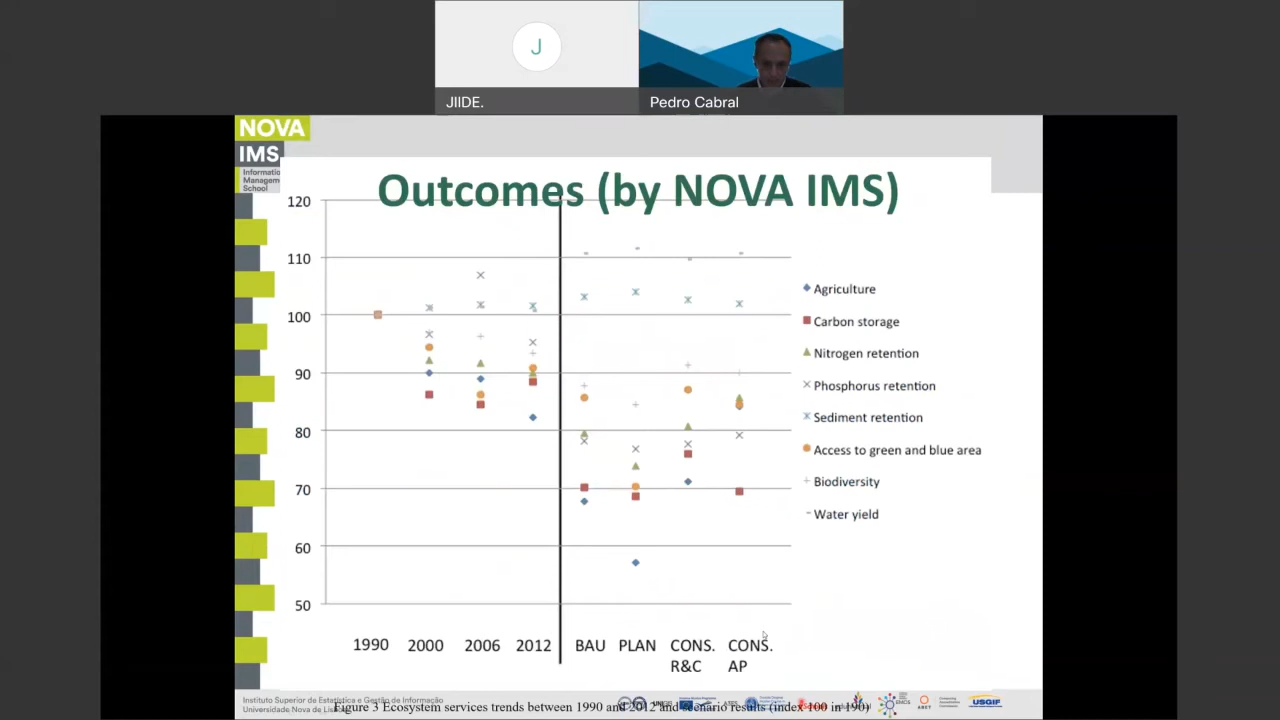 J
JIIDE.
Pedro Cabral
NOVA
IMS
Information
Management
School
Outcomes (by NOVA IMS)
120
110
100
90
80
70
60
50
1990
2000
2006
2012
BAU
PLAN
CONS.
R&C
CONS.
AP
Agriculture
Carbon storage
Nitrogen retention
Phosphorus retention
Sediment retention
Access to green and blue area
Biodiversity
Water yield
Instituto Superior de Estatística e Gestão de Informação
Universidade Nova de Lisboa
Figure 3 Ecosystem services trends between 1990 and 2012 and scenario results (index 100 in 190)
USGIF